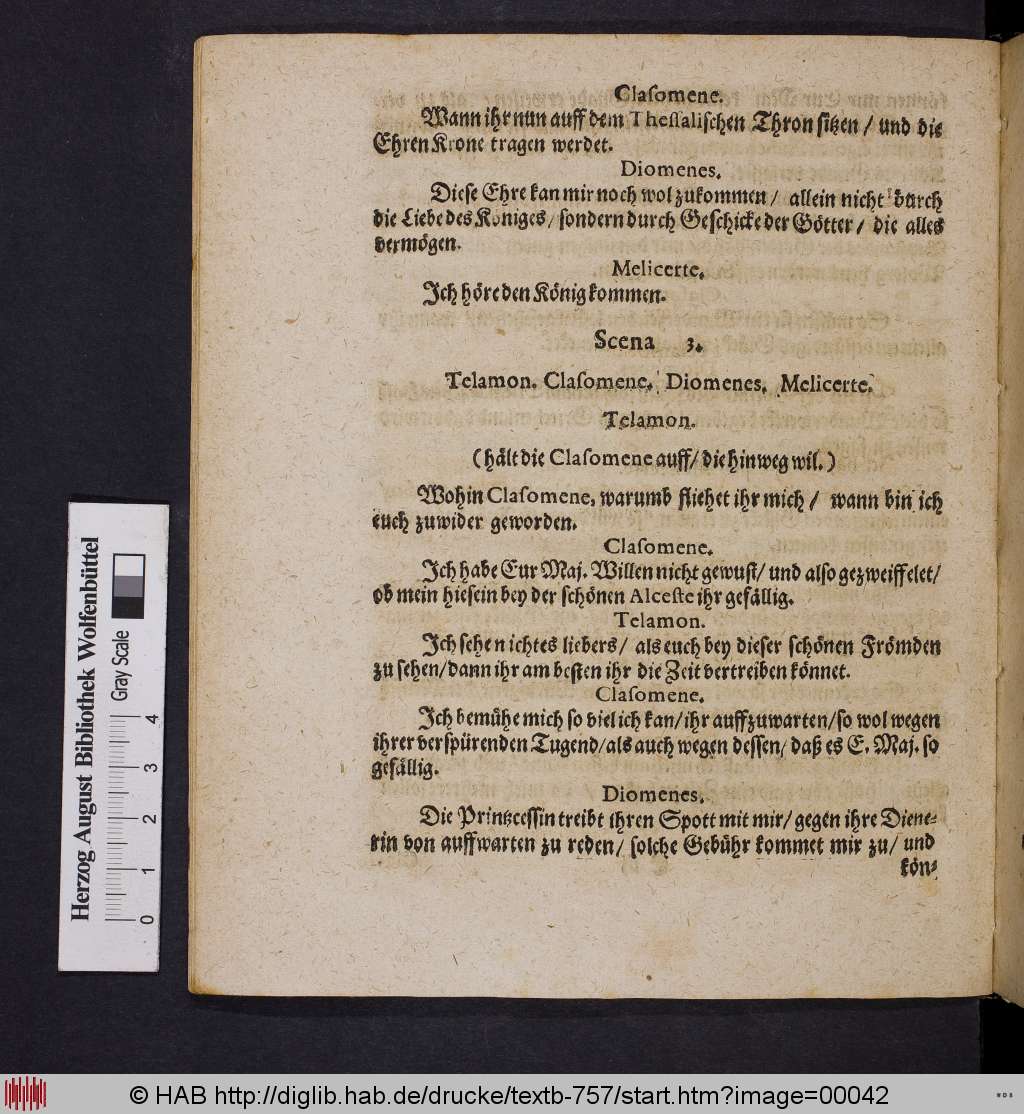 Claſomene.
Wann ihr nun auff dem Theſſaliſchen Thron ſitzen / und die
Ehren Krone tragen werdet.
Diomenes.
Dieſe Ehre kan mir noch wol zukommen / allein nicht durch
die Liebe des Königes / ſondern durch Geſchicke der Götter / die alles
vermögen.
Melicerte.
Ich höre den König kommen.
Scena 3.
Telamon. Claſomene. Diomenes. Melicerte.
Telamon.
(hält die Claſomene auff / die hinweg wil.)
Wohin Claſomene, warumb fliehet ihr mich / wann bin ich
euch zuwider geworden.
Claſomene.
Ich habe Eur Maj. Willen nicht gewuſt / und alſo gezweiffelet /
ob mein hieſein bey der ſchönen Alceſte ihr gefällig.
Telamon.
Ich ſehe nichtes liebers / als euch bey dieſer ſchönen Frömden
zu ſehen / dann ihr am beſten ihr die Zeit vertreiben könnet.
Claſomene.
Ich bemühe mich ſo viel ich kan / ihr auffzuwarten / ſo wol wegen
ihrer verſpürenden Tugend / als auch wegen deſſen / daß es E. Maj. ſo
gefällig.
Diomenes.
Die Printzeſſin treibt ihren Spott mit mir / gegen ihre Diene⸗
rin von auffwarten zu reden / ſolche Gebühr kommet mir zu / und
kön⸗
Herzog August Bibliothek Wolfenbüttel
Gray Scale
0 1 2 3 4
© HAB http://diglib.hab.de/drucke/textb-757/start.htm?image=00042